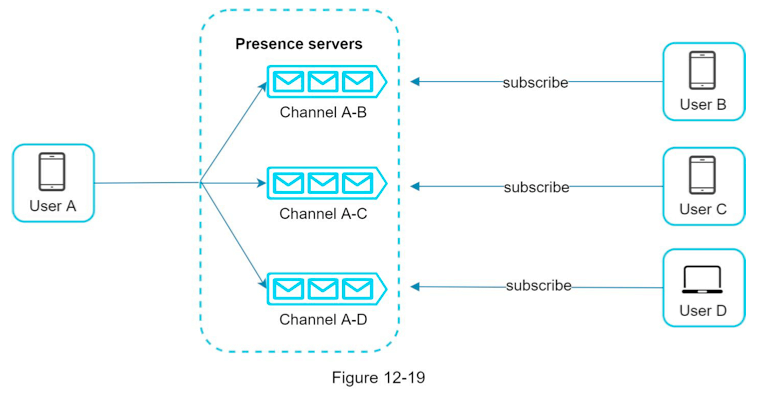 Presence servers
Channel A-B
subscribe
User B
User A
Channel A-C
subscribe
User C
Channel A-D
subscribe
User D
Figure 12-19